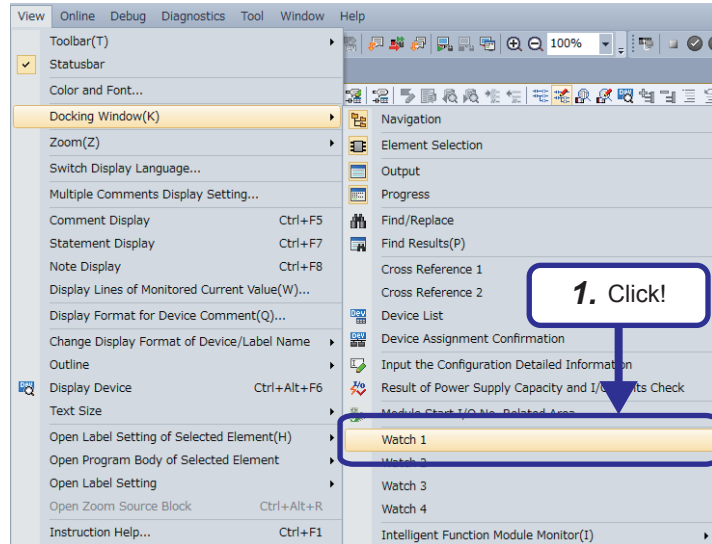 View Online Debug Diagnostics Tool Window Help
Toolbar(T)
100%
Statusbar
Color and Font...
Docking Window(K)
Zoom(Z)
Switch Display Language...
Multiple Comments Display Setting...
Comment Display Ctrl+F5
Statement Display Ctrl+F7
Note Display Ctrl+F8
Display Lines of Monitored Current Value(W)...
Display Format for Device Comment(Q)...
Change Display Format of Device/Label Name
Outline
Display Device Ctrl+Alt+F6
Text Size
Open Label Setting of Selected Element(H)
Open Program Body of Selected Element
Open Label Setting
Open Zoom Source Block Ctrl+Alt+R
Instruction Help... Ctrl+F1
Navigation
Element Selection
Output
Progress
Find/Replace
Find Results(P)
Cross Reference 1
Cross Reference 2
Device List
Device Assignment Confirmation
Input the Configuration Detailed Information
Result of Power Supply Capacity and I/O Points Check
Module Start I/O No. Related Area
Watch 1
Watch 2
Watch 3
Watch 4
Intelligent Function Module Monitor(I)
1. Click!